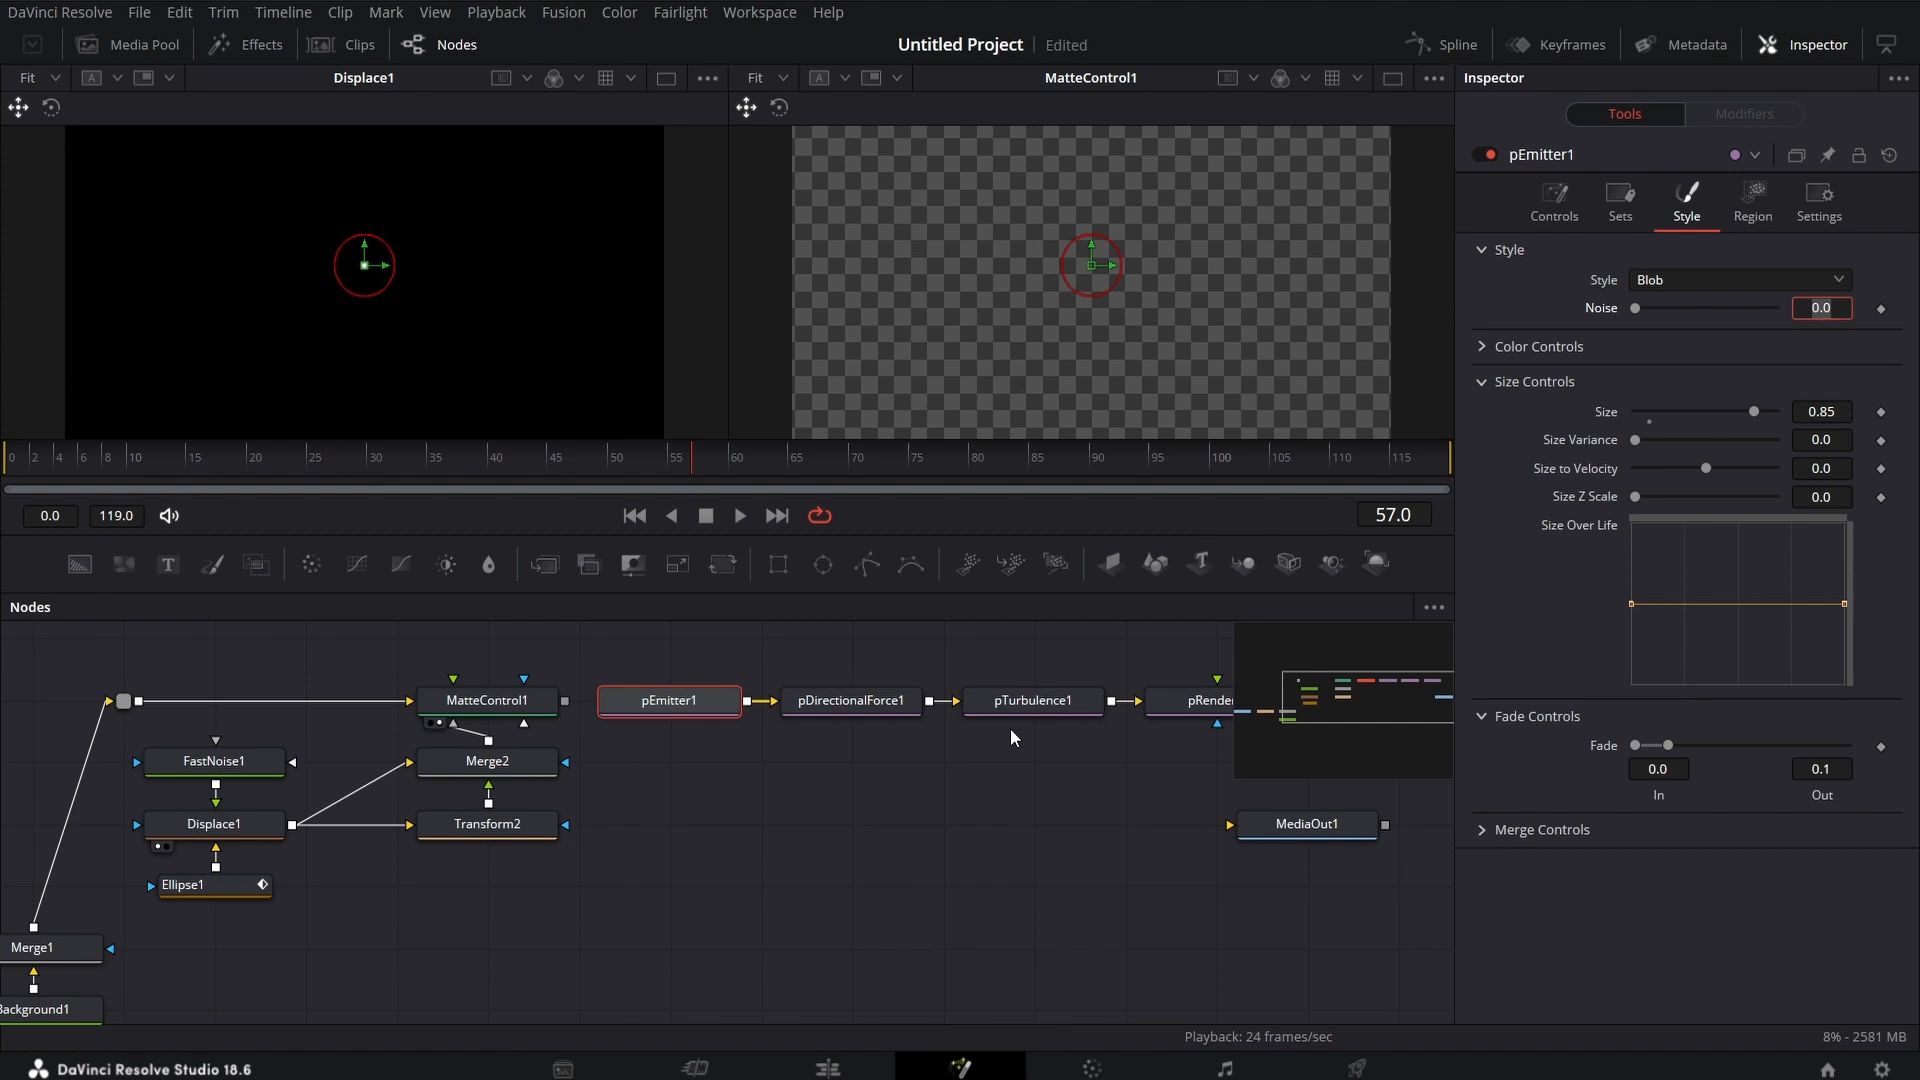 DaVinci Resolve File Edit Trim Timeline Clip Mark View Playback Fusion Color Fairlight Workspace Help
Media Pool Effects Clips Nodes Untitled Project Edited Spline Keyframes Metadata Inspector
Fit A Displace1 Fit A MatteControl1 Inspector
Tools Modifiers
pEmitter1
Controls Sets Style Region Settings
Style
Style Blob
Noise 0.0
Color Controls
Size Controls
Size 0.85
Size Variance 0.0
Size to Velocity 0.0
Size Z Scale 0.0
Size Over Life
0 2 4 6 8 10 15 20 25 30 35 40 45 50 55 60 65 70 75 80 85 90 95 100 105 110 115
0.0 119.0 57.0
T T
Nodes
MatteControl1 pEmitter1 pDirectionalForce1 pTurbulence1 pRender
FastNoise1 Merge2
Displace1 Transform2 MediaOut1
Ellipse1
Merge1
Background1
Fade Controls
Fade
0.0 0.1
In Out
Merge Controls
Playback: 24 frames/sec 8% - 2581 MB
DaVinci Resolve Studio 18.6